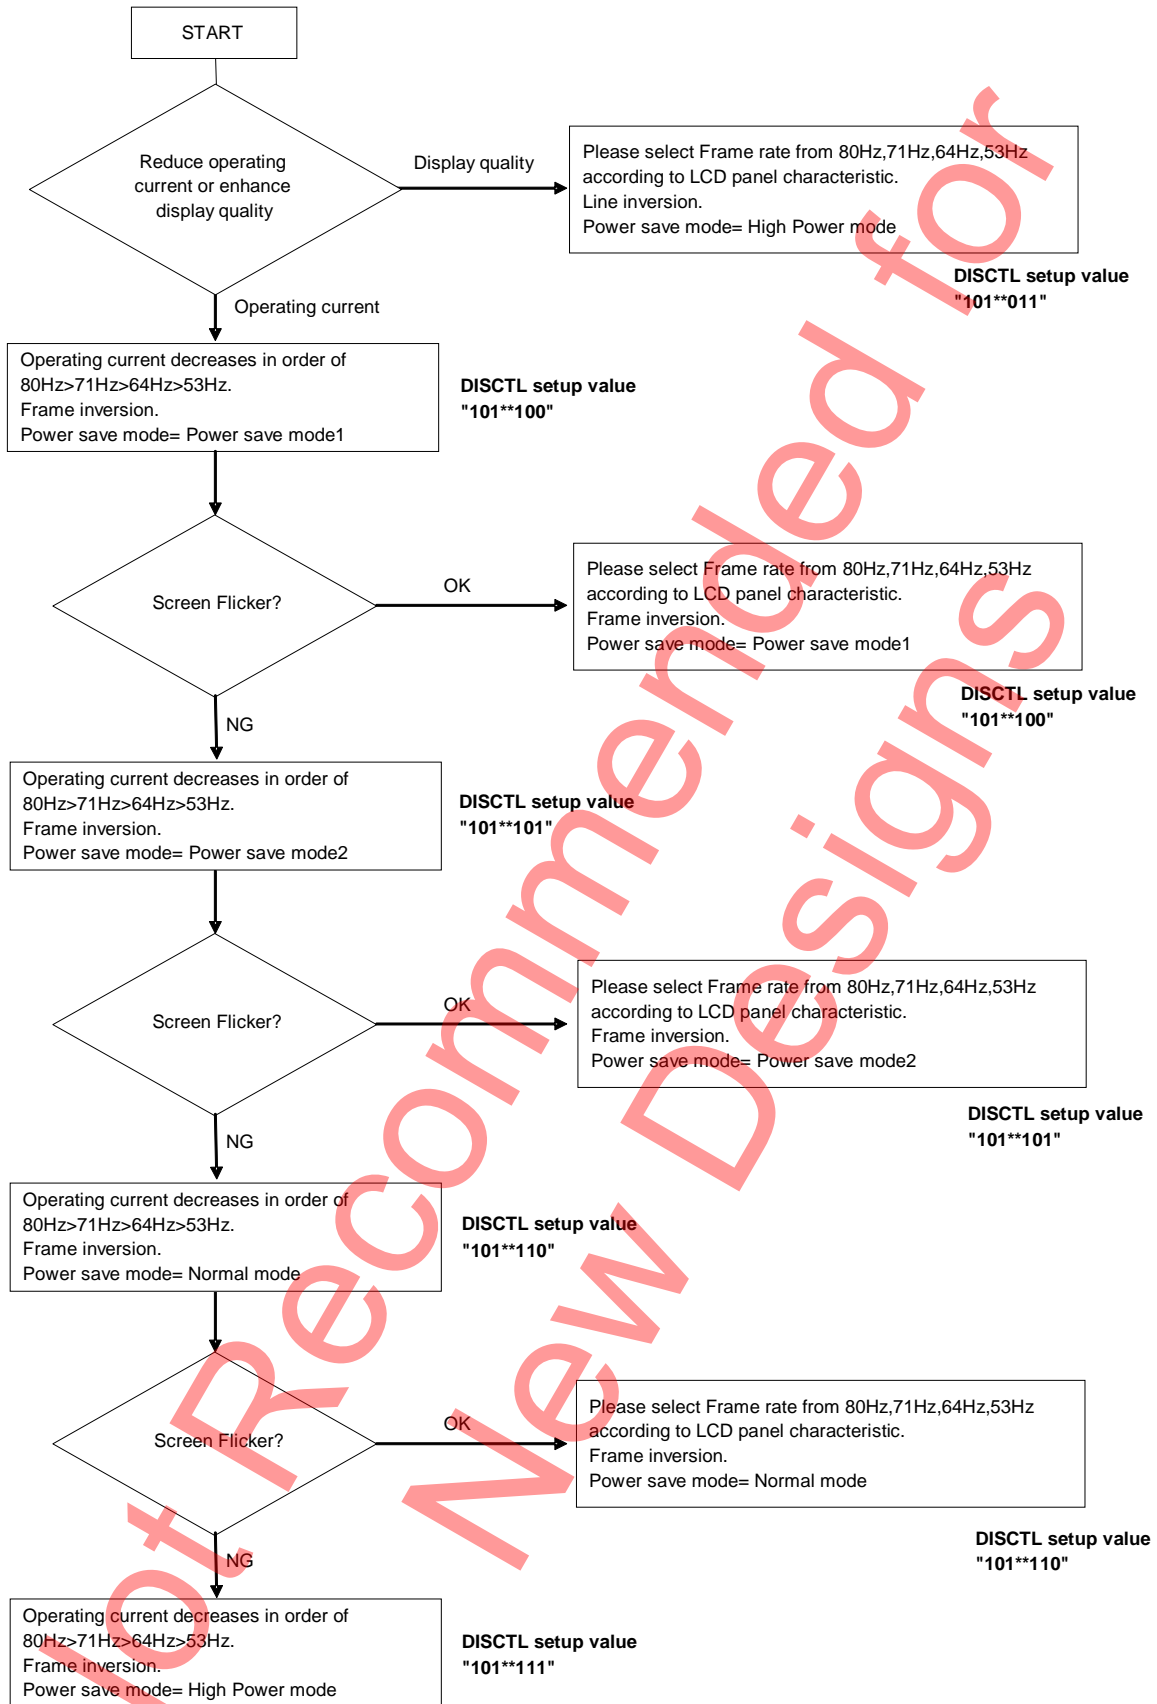 START
Reduce operating
current or enhance
display quality
Display quality
Please select Frame rate from 80Hz,71Hz,64Hz,53Hz
according to LCD panel characteristic.
Line inversion.
Power save mode= High Power mode
DISCTL setup value
"101**011"
Operating current
Operating current decreases in order of
80Hz>71Hz>64Hz>53Hz.
Frame inversion.
Power save mode= Power save mode1
DISCTL setup value
"101**100"
Screen Flicker?
OK
Please select Frame rate from 80Hz,71Hz,64Hz,53Hz
according to LCD panel characteristic.
Frame inversion.
Power save mode= Power save mode1
DISCTL setup value
"101**100"
NG
Operating current decreases in order of
80Hz>71Hz>64Hz>53Hz.
Frame inversion.
Power save mode= Power save mode2
DISCTL setup value
"101**101"
Screen Flicker?
OK
Please select Frame rate from 80Hz,71Hz,64Hz,53Hz
according to LCD panel characteristic.
Frame inversion.
Power save mode= Power save mode2
DISCTL setup value
"101**101"
NG
Operating current decreases in order of
80Hz>71Hz>64Hz>53Hz.
Frame inversion.
Power save mode= Normal mode
DISCTL setup value
"101**110"
Screen Flicker?
OK
Please select Frame rate from 80Hz,71Hz,64Hz,53Hz
according to LCD panel characteristic.
Frame inversion.
Power save mode= Normal mode
DISCTL setup value
"101**110"
NG
Operating current decreases in order of
80Hz>71Hz>64Hz>53Hz.
Frame inversion.
Power save mode= High Power mode
DISCTL setup value
"101**111"
Not Recommended for
New Designs